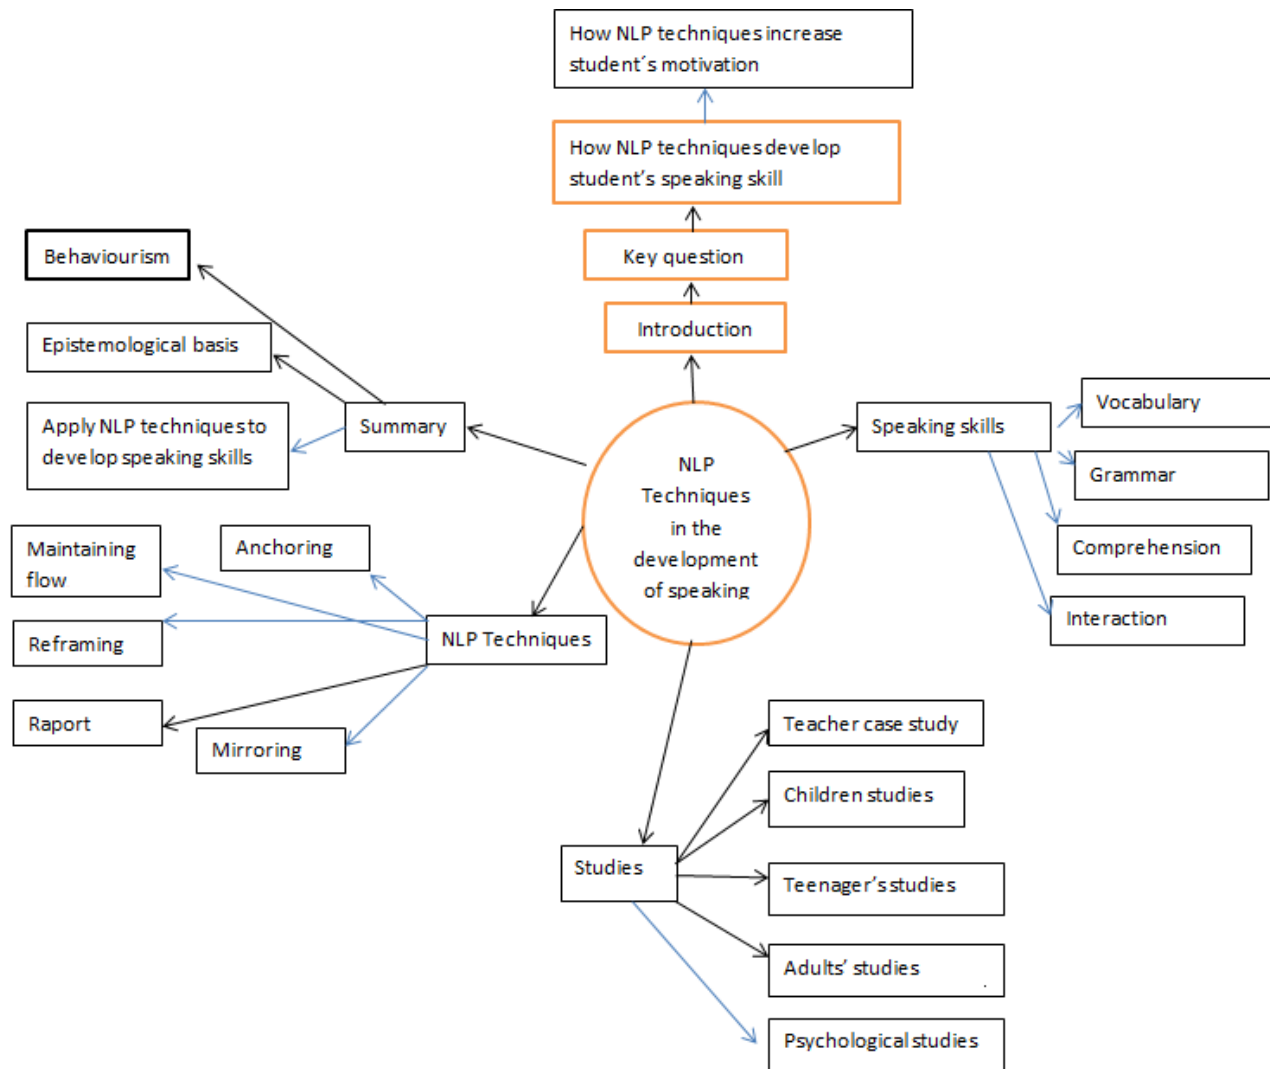 How NLP techniques increase
student´s motivation
How NLP techniques develop
student’s speaking skill
Key question
Introduction
Behaviourism
Epistemological basis
Apply NLP techniques to
develop speaking skills
Summary
NLP
Techniques
in the
development
of speaking
Speaking skills
Vocabulary
Grammar
Comprehension
Interaction
Maintaining
flow
Anchoring
Reframing
NLP Techniques
Raport
Mirroring
Studies
Teacher case study
Children studies
Teenager’s studies
Adults’ studies
.
Psychological studies